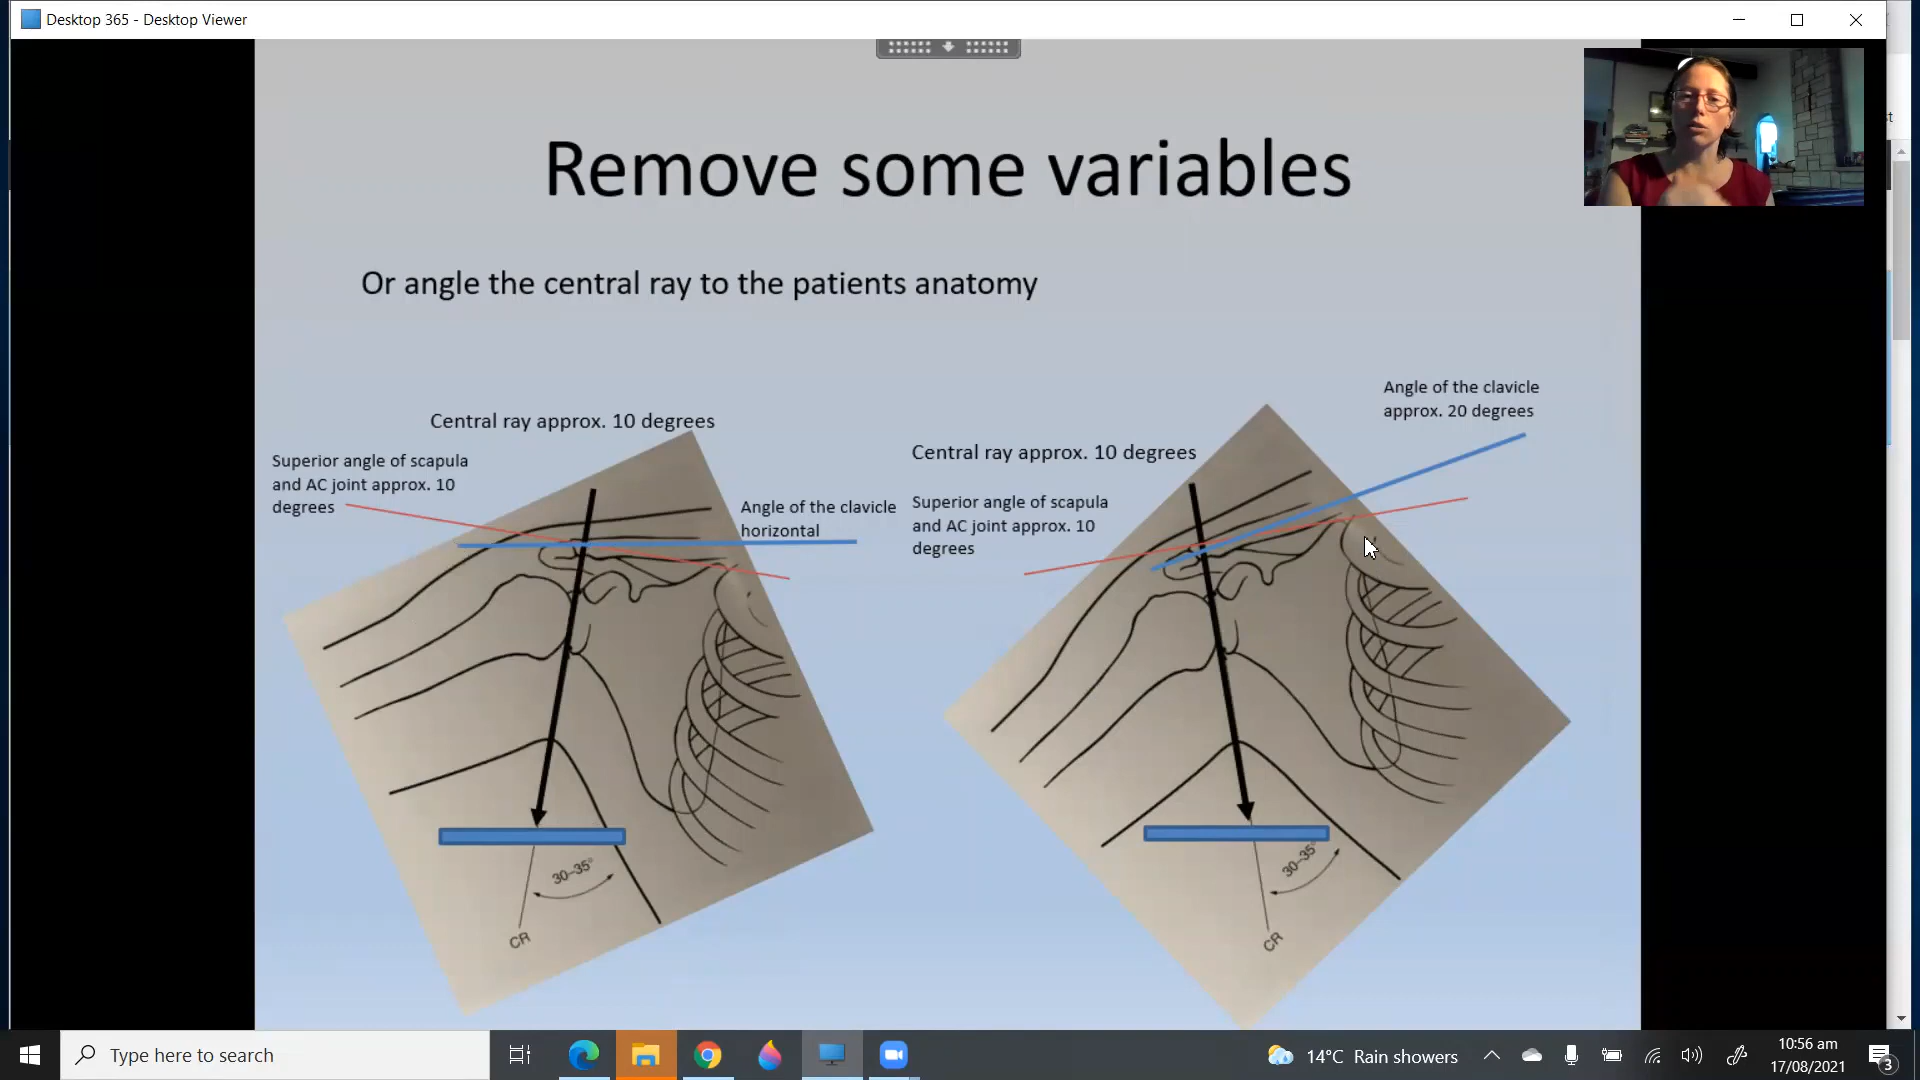 Desktop 365 - Desktop Viewer
st
Remove some variables
Or angle the central ray to the patients anatomy
Central ray approx. 10 degrees
Superior angle of scapula
and AC joint approx. 10
degrees
Angle of the clavicle
horizontal
30–35°
CR
Angle of the clavicle
approx. 20 degrees
Central ray approx. 10 degrees
Superior angle of scapula
and AC joint approx. 10
degrees
30–35°
CR
Type here to search
14°C Rain showers
10:56 am
17/08/2021
3